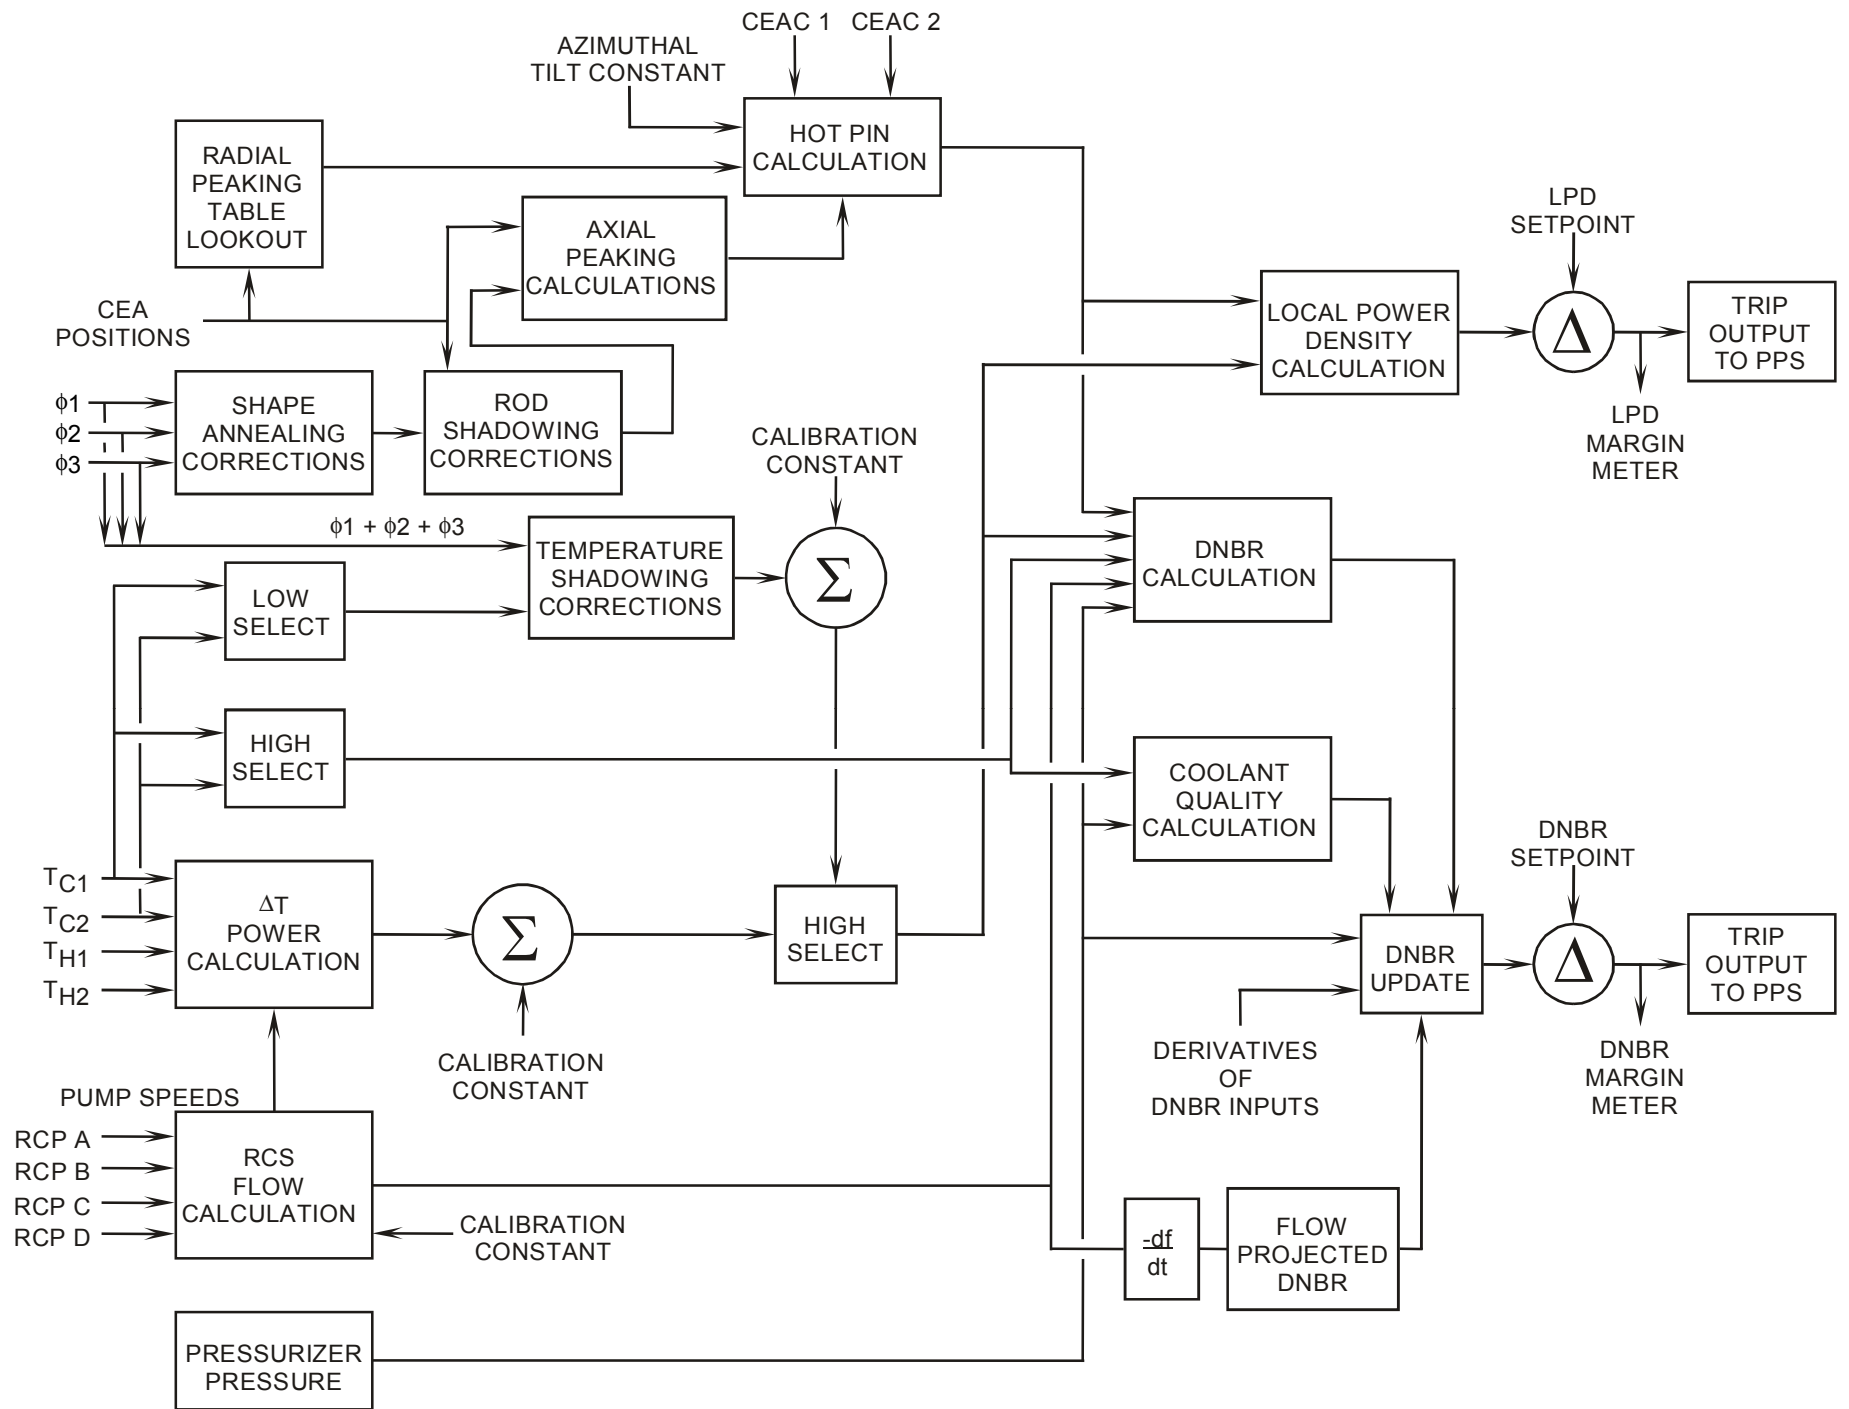 CEAC 1
CEAC 2
AZIMUTHAL
TILT CONSTANT
HOT PIN
CALCULATION
RADIAL
PEAKING
TABLE
LOOKOUT
AXIAL
PEAKING
CALCULATIONS
LPD
SETPOINT
CEA
POSITIONS
LOCAL POWER
DENSITY
CALCULATION
Δ
TRIP
OUTPUT
TO PPS
LPD
MARGIN
METER
ϕ1
ϕ2
ϕ3
SHAPE
ANNEALING
CORRECTIONS
ROD
SHADOWING
CORRECTIONS
CALIBRATION
CONSTANT
ϕ1 + ϕ2 + ϕ3
TEMPERATURE
SHADOWING
CORRECTIONS
Σ
DNBR
CALCULATION
LOW
SELECT
HIGH
SELECT
COOLANT
QUALITY
CALCULATION
DNBR
SETPOINT
TC1
TC2
TH1
TH2
ΔT
POWER
CALCULATION
Σ
HIGH
SELECT
DNBR
UPDATE
Δ
TRIP
OUTPUT
TO PPS
CALIBRATION
CONSTANT
DERIVATIVES
OF
DNBR INPUTS
DNBR
MARGIN
METER
PUMP SPEEDS
RCP A
RCP B
RCP C
RCP D
RCS
FLOW
CALCULATION
CALIBRATION
CONSTANT
-df
dt
FLOW
PROJECTED
DNBR
PRESSURIZER
PRESSURE